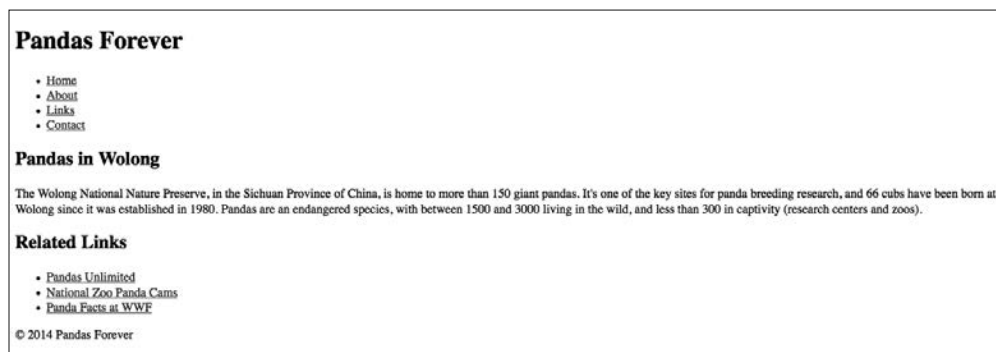 Pandas Forever
• Home
• About
• Links
• Contact
Pandas in Wolong
The Wolong National Nature Preserve, in the Sichuan Province of China, is home to more than 150 giant pandas. It's one of the key sites for panda breeding research, and 66 cubs have been born at
Wolong since it was established in 1980. Pandas are an endangered species, with between 1500 and 3000 living in the wild, and less than 300 in captivity (research centers and zoos).
Related Links
• Pandas Unlimited
• National Zoo Panda Cams
• Panda Facts at WWF
© 2014 Pandas Forever